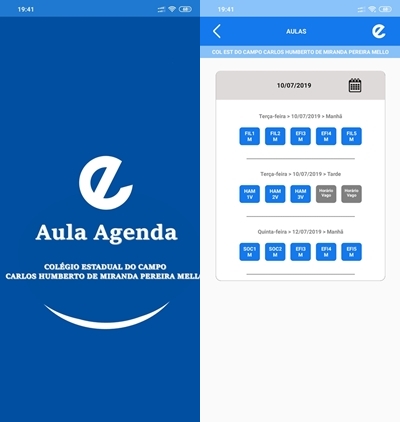 19:41
e
Aula Agenda
COLÉGIO ESTADUAL DO CAMPO
CARLOS HUMBERTO DE MIRANDA PEREIRA MELLO
19:41
AULAS
e
COL EST DO CAMPO CARLOS HUMBERTO DE MIRANDA PEREIRA MELLO
10/07/2019
Terça-feira » 10/07/2019 » Manhã
FIL1 M
FIL2 M
EFI3 M
EFI4 M
FIL5 M
Terça-feira » 10/07/2019 » Tarde
HAM 1V
HAM 2V
HAM 3V
Horário Vago
Horário Vago
Quinta-feira » 12/07/2019 » Manhã
SOC1 M
SOC2 M
EFI3 M
EFI4 M
EFI5 M